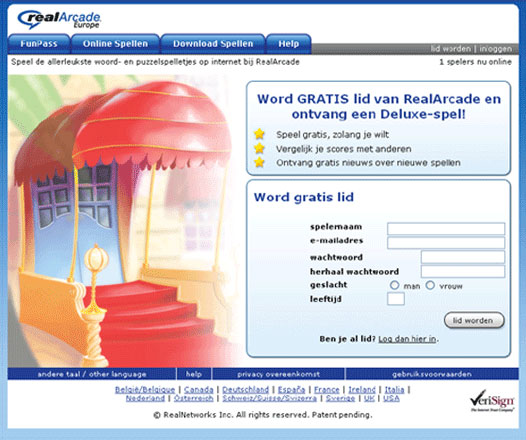 realArcade
Europe
FunPass Online Spellen Download Spellen Help
lid worden | inloggen
Speel de allerleukste woord- en puzzelspelletjes op internet bij RealArcade
1 spelers nu online
Word GRATIS lid van RealArcade en
ontvang een Deluxe-spel!
Speel gratis, zolang je wilt
Vergelijk je scores met anderen
Ontvang gratis nieuws over nieuwe spellen
Word gratis lid
spelernaam
e-mailadres
wachtwoord
herhaal wachtwoord
geslacht man vrouw
leeftijd
lid worden
Ben je al lid? Log dan hier in.
andere taal / other language help privacy overeenkomst gebruiksvoorwaarden
België/Belgique | Canada | Deutschland | España | France | Ireland | Italia |
Nederland | Österreich | Schweiz/Suisse/Svizzera | Sverige | UK | USA
© RealNetworks Inc. All rights reserved. Patent pending.
VeriSign
The Internet Trust Company